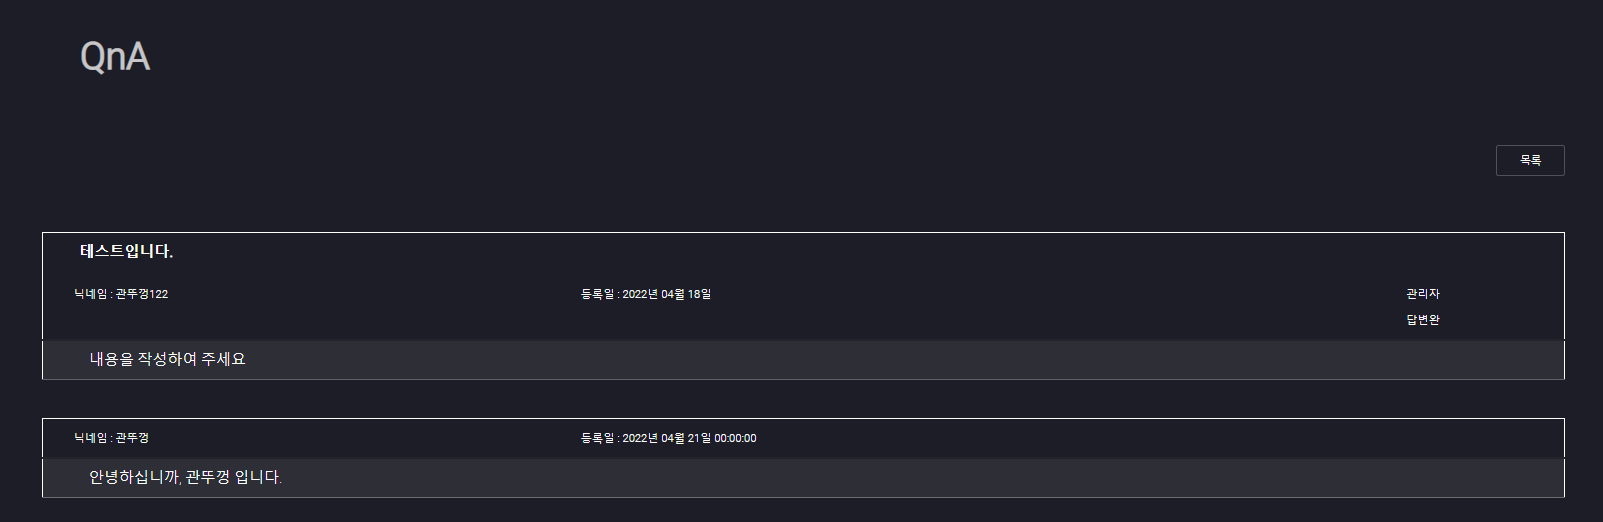 QnA
목록
테스트입니다.
닉네임 : 관뚜껑122 등록일 : 2022년 04월 18일 관리자
답변완
내용을 작성하여 주세요
닉네임 : 관뚜껑 등록일 : 2022년 04월 21일 00:00:00
안녕하십니까, 관뚜껑 입니다.